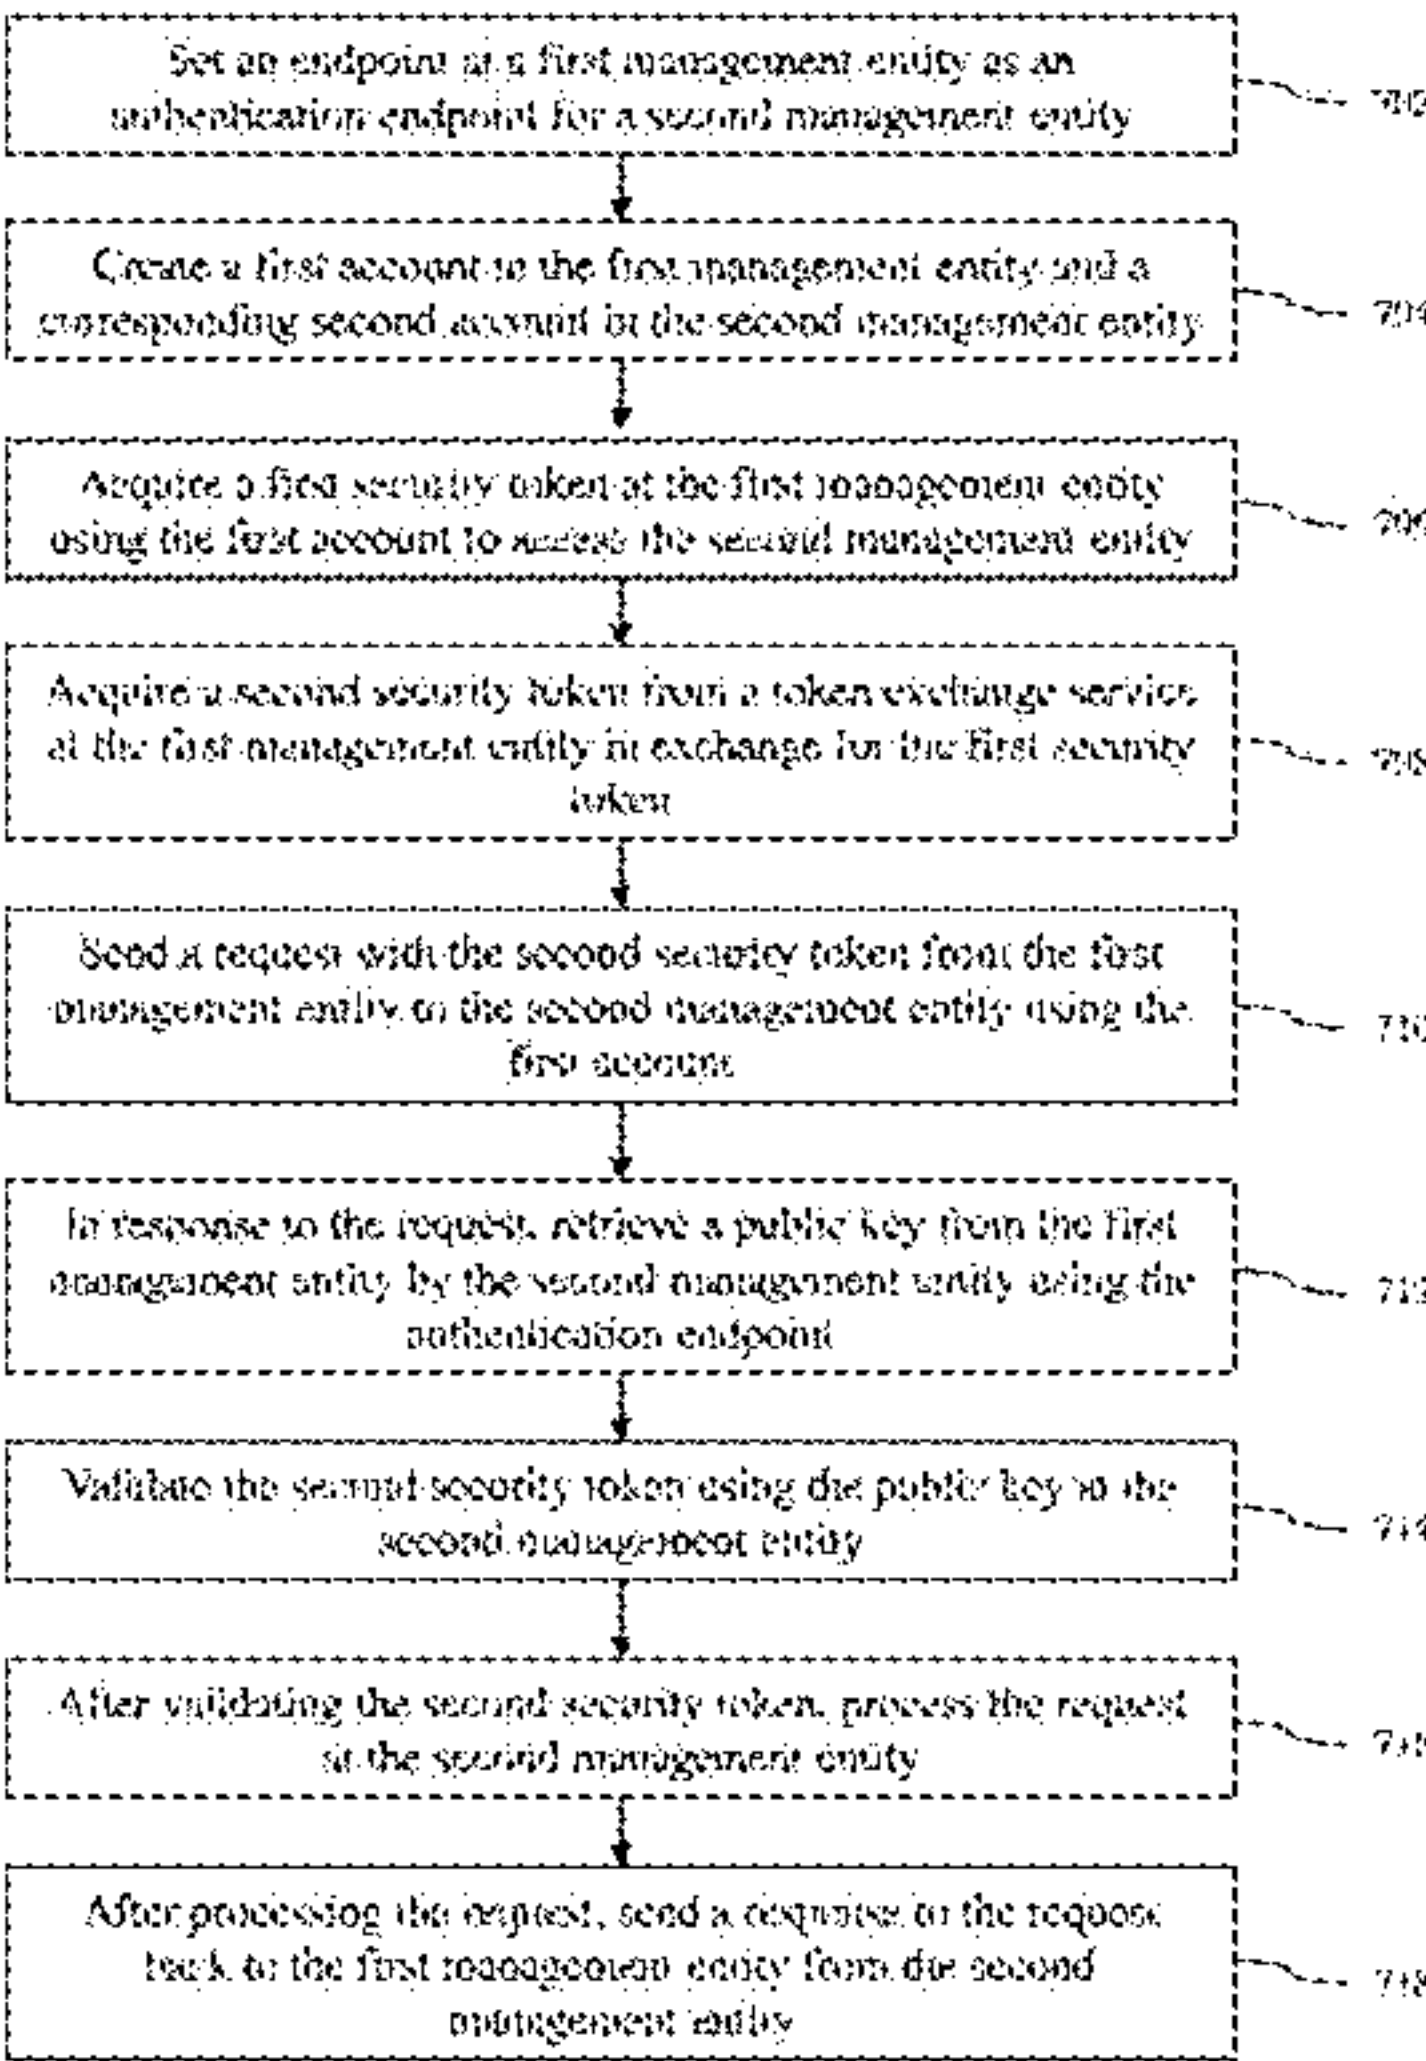 Set an endpoint at a first management entity as an
authentication endpoint for a second management entity
702
Create a first account in the first management entity and a
corresponding second account in the second management entity
704
Acquire a first security token at the first management entity
using the first account to access the second management entity
706
Acquire a second security token from a token exchange service
at the first management entity in exchange for the first security
token
708
Send a request with the second security token from the first
management entity to the second management entity using the
first account
710
In response to the request, retrieve a public key from the first
management entity by the second management entity using the
authentication endpoint
712
Validate the second security token using the public key at the
second management entity
714
After validating the second security token, process the request
at the second management entity
716
After processing the request, send a response to the request
back to the first management entity from the second
management entity
718